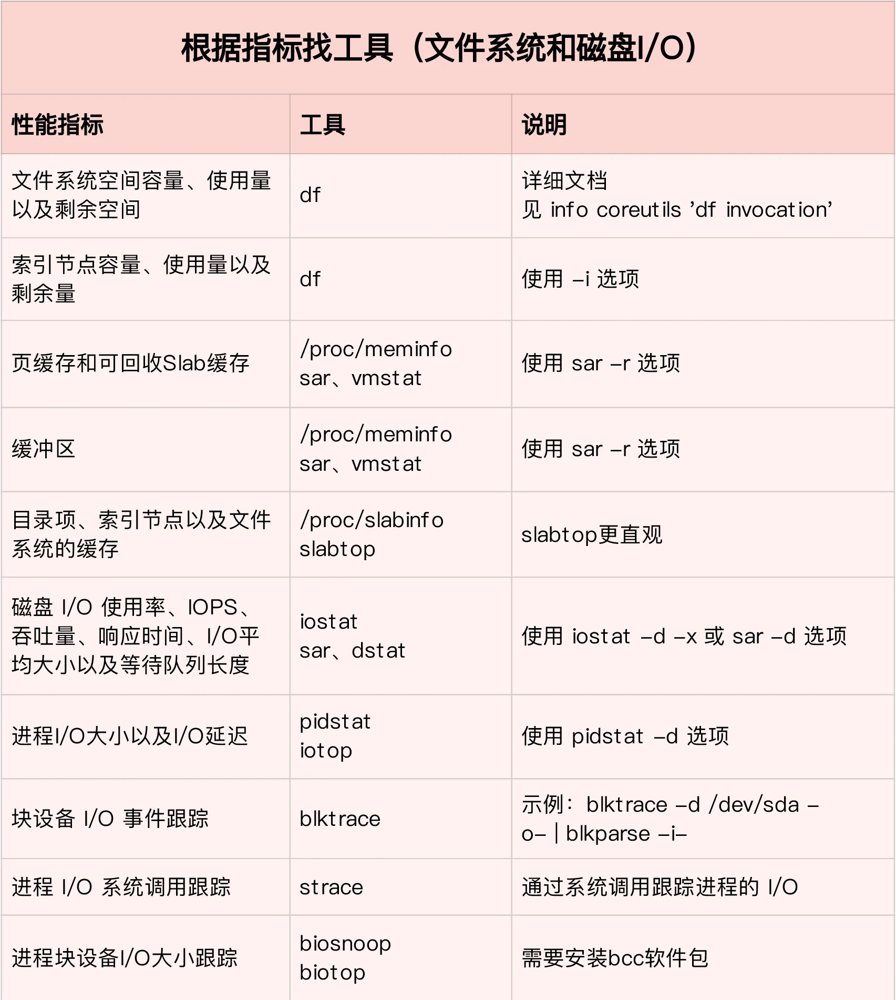 根据指标找工具（文件系统和磁盘I/O）
性能指标
工具
说明
文件系统空间容量、使用量
以及剩余空间
df
详细文档
见 info coreutils ’df invocation’
索引节点容量、使用量以及
剩余量
df
使用 –i 选项
页缓存和可回收Slab缓存
/proc/meminfo
sar、vmstat
使用 sar –r 选项
缓冲区
/proc/meminfo
sar、vmstat
使用 sar –r 选项
目录项、索引节点以及文件
系统的缓存
/proc/slabinfo
slabtop
slabtop更直观
磁盘 I/O 使用率、IOPS、
吞吐量、响应时间、I/O平
均大小以及等待队列长度
iostat
sar、dstat
使用 iostat –d –x 或 sar –d 选项
进程I/O大小以及I/O延迟
pidstat
iotop
使用 pidstat –d 选项
块设备 I/O 事件跟踪
blktrace
示例：blktrace –d /dev/sda –
o– | blkparse –i–
进程 I/O 系统调用跟踪
strace
通过系统调用跟踪进程的 I/O
进程块设备I/O大小跟踪
biosnoop
biotop
需要安装bcc软件包